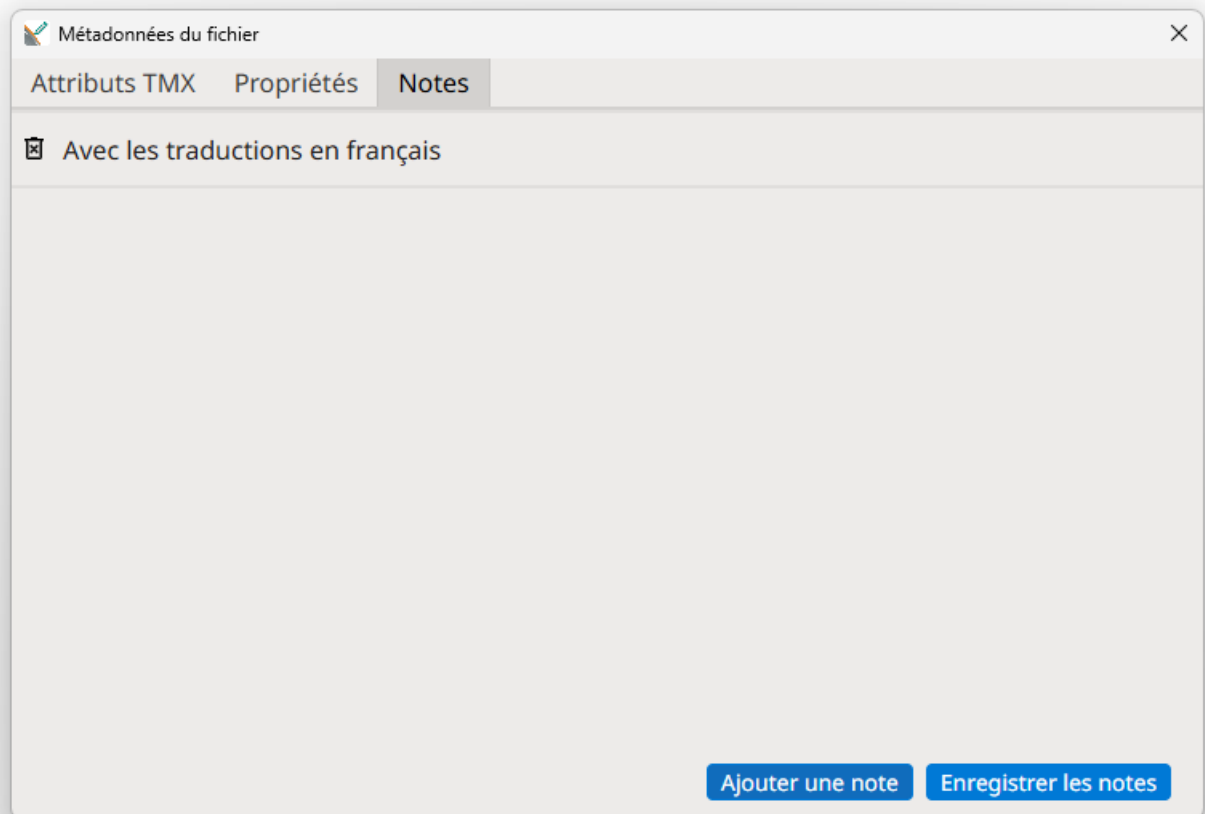 Métadonnées du fichier
Attributs TMX Propriétés Notes
Avec les traductions en français
Ajouter une note Enregistrer les notes